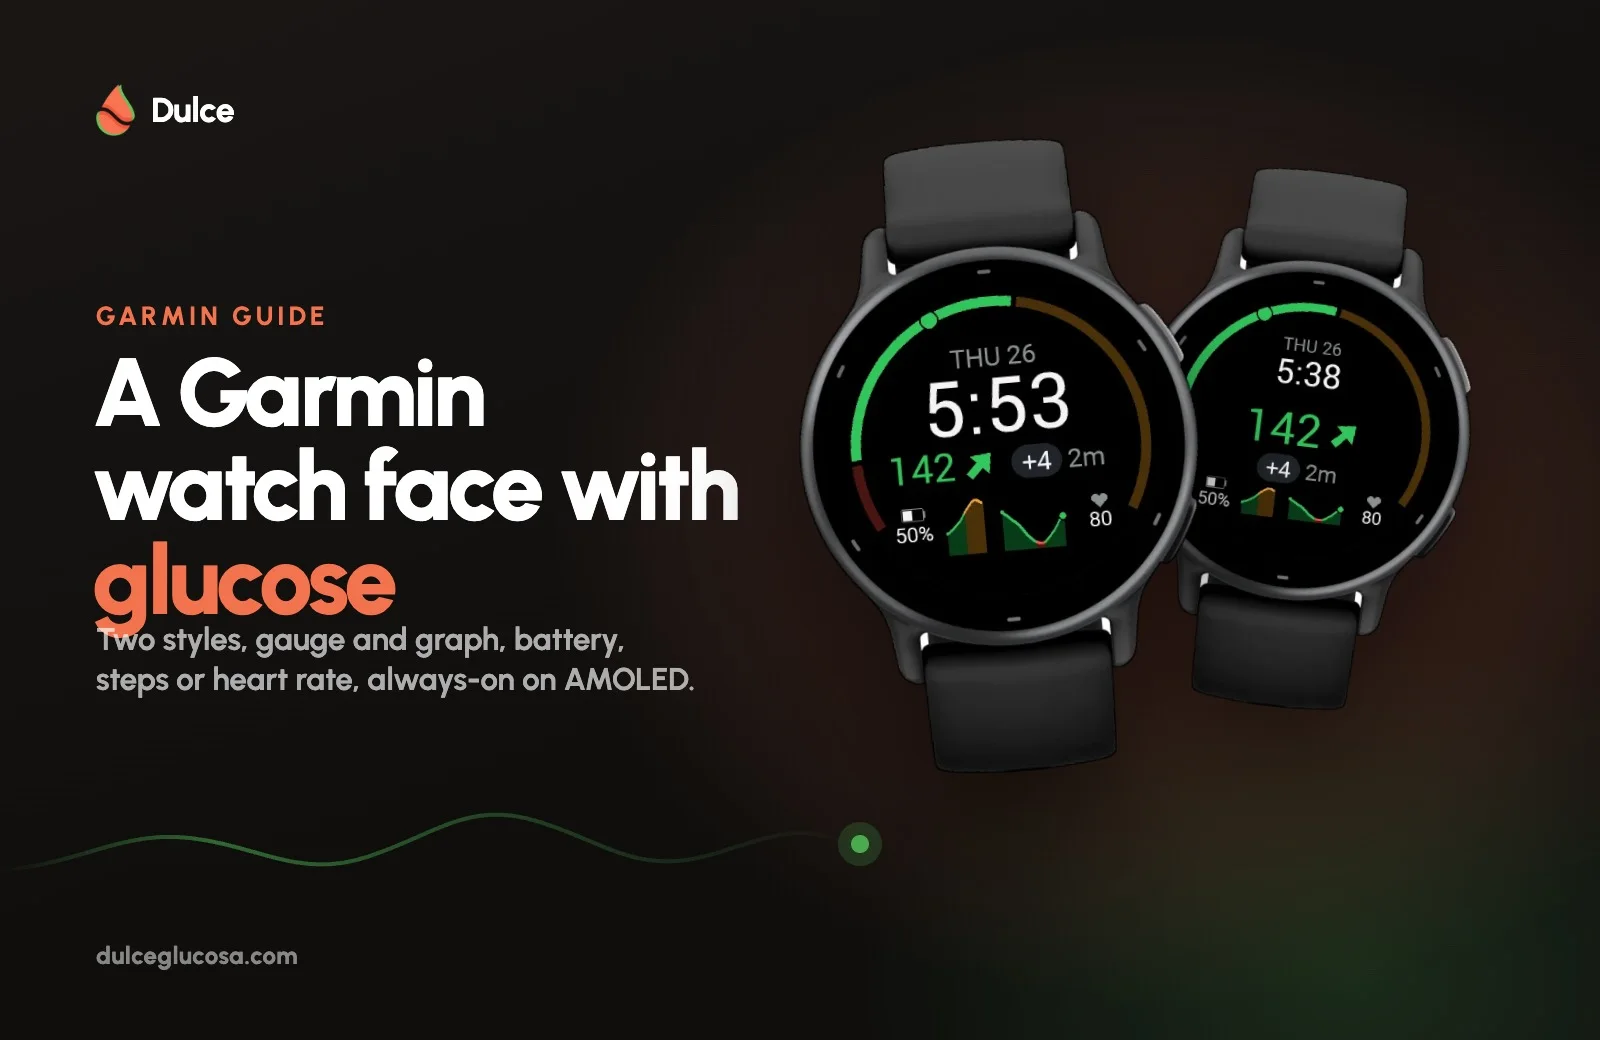 Dulce
GARMIN GUIDE
A Garmin
watch face with
glucose
Two styles, gauge and graph, battery,
steps or heart rate, always-on on AMOLED.
dulceglucosa.com
THU 26
5:53
142 +4 2m
50% 80
THU 26
5:38
142
+4 2m
50% 80